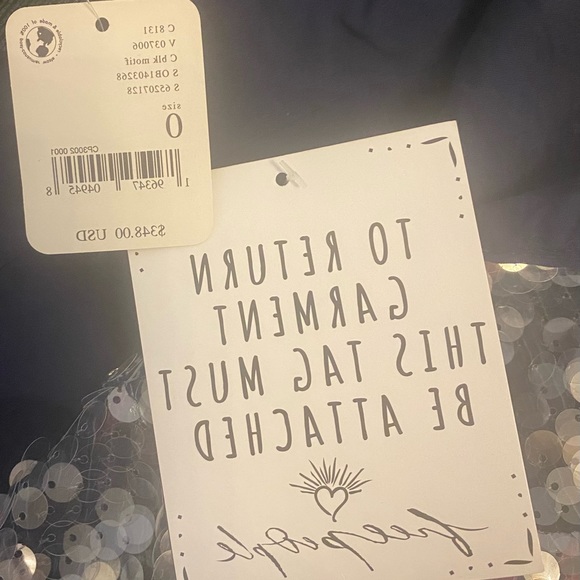 C 8131
V 037006
C blk motif
S OB1403268
S 65207128
size
0
CP3002 0001
1 96347 04945 8
$348.00 USD
TO RETURN
GARMENT
THIS TAG MUST
BE ATTACHED
free people